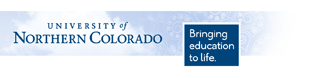 UNIVERSITY of
NORTHERN COLORADO
Bringing
education
to life.